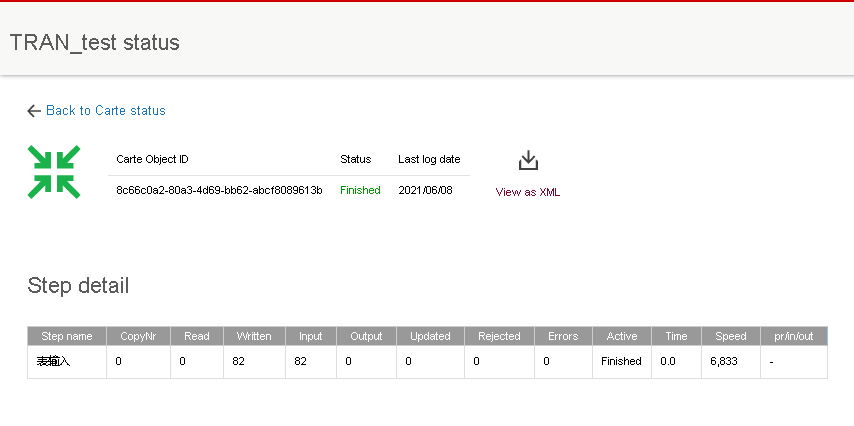 TRAN_test status
Back to Carte status
Carte Object ID Status Last log date
8c66c0a2-80a3-4d69-bb62-abcf8089613b Finished 2021/06/08
View as XML
Step detail
Step name CopyNr Read Written Input Output Updated Rejected Errors Active Time Speed pr/in/out
表输入 0 0 82 82 0 0 0 0 Finished 0.0 6,833 -